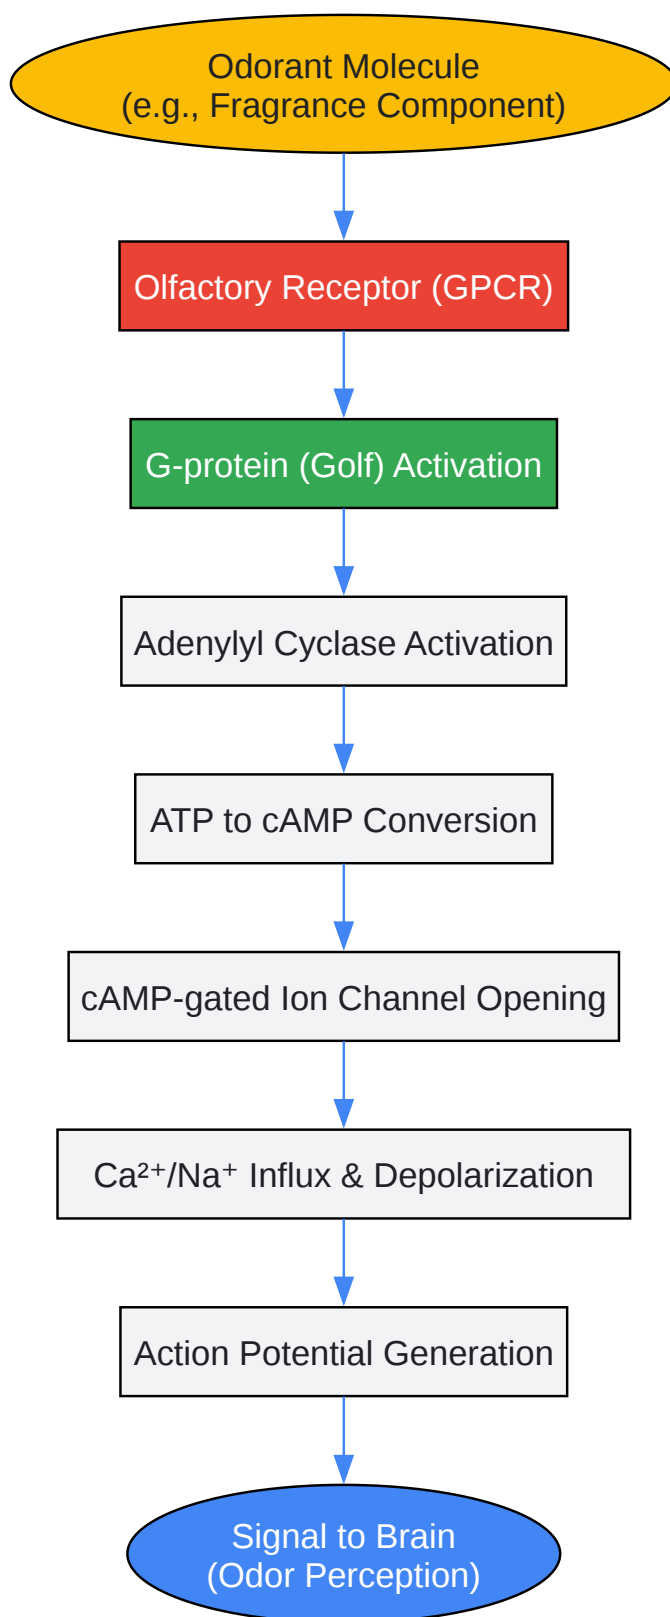 Odorant Molecule
(e.g., Fragrance Component)
Olfactory Receptor (GPCR)
G-protein (Golf) Activation
Adenylyl Cyclase Activation
ATP to cAMP Conversion
cAMP-gated Ion Channel Opening
Ca²⁺/Na⁺ Influx & Depolarization
Action Potential Generation
Signal to Brain
(Odor Perception)